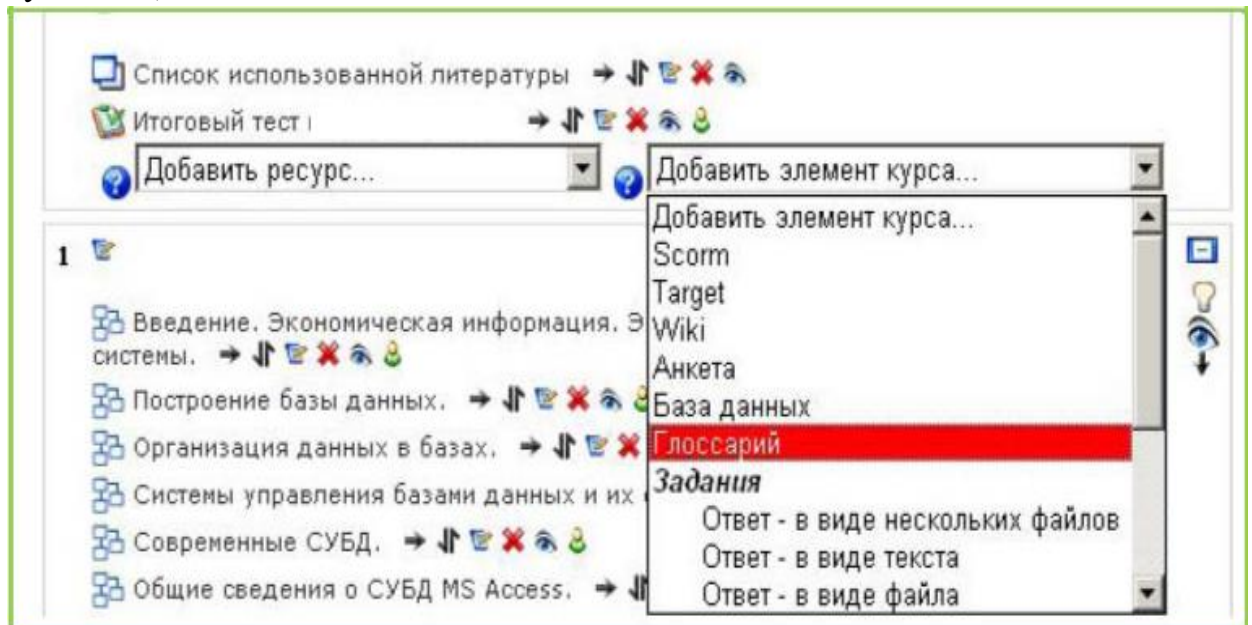 Список использованной литературы
Итоговый тест
Добавить ресурс... Добавить элемент курса...
Добавить элемент курса...
Scorm
Target
Wiki
Анкета
База данных
Глоссарий
Задания
Ответ - в виде нескольких файлов
Ответ - в виде текста
Ответ - в виде файла
1
Введение. Экономическая информация. Э
системы.
Построение базы данных.
Организация данных в базах.
Системы управления базами данных и их
Современные СУБД.
Общие сведения о СУБД MS Access.